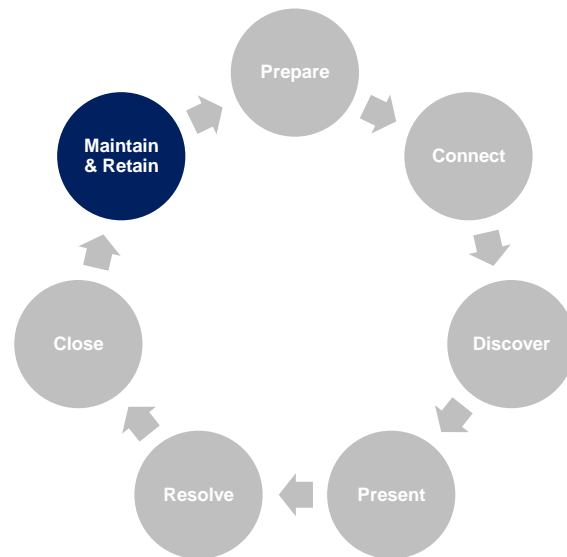 Prepare
Connect
Discover
Present
Resolve
Close
Maintain
& Retain